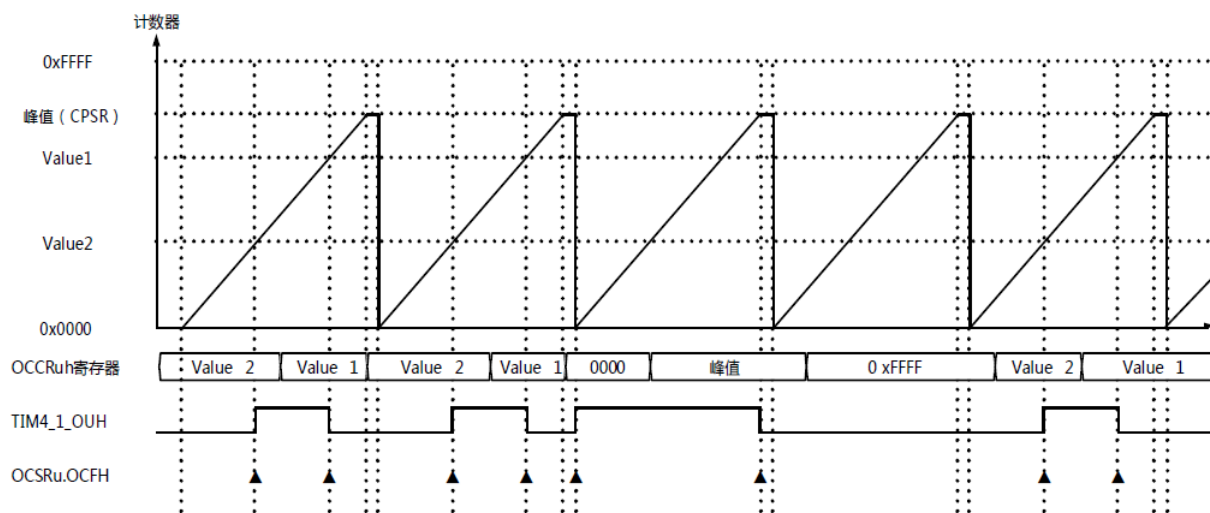 计数器
0xFFFF
峰值（CPSR）
Value1
Value2
0x0000
OCCRuh寄存器 Value 2 Value 1 Value 2 Value 1 0000 峰值 0 xFFFF Value 2 Value 1
TIM4_1_OUH
OCSRu.OCFH